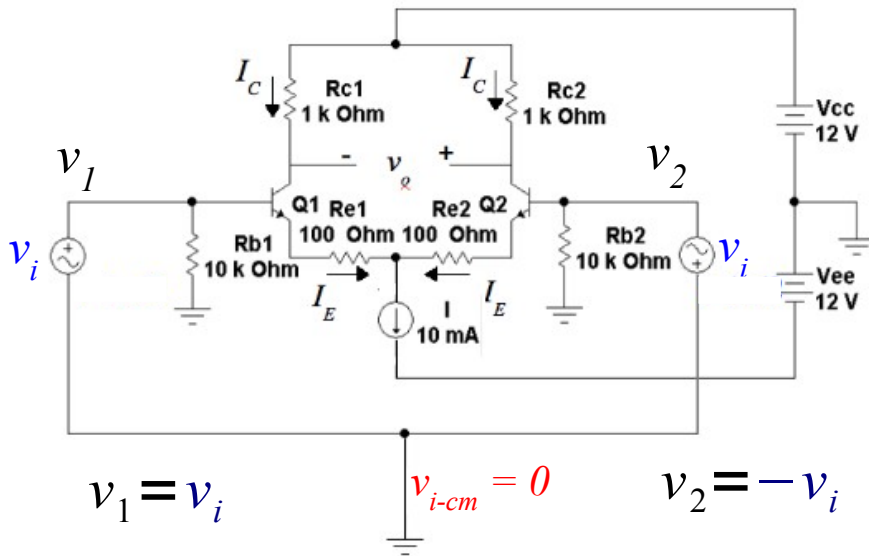 I_C
Rc1
1 k Ohm
I_C
Rc2
1 k Ohm
Vcc
12 V
- v_o +
v_1
v_2
Q1
Re1
100 Ohm
Re2
100 Ohm
Q2
v_i
Rb1
10 k Ohm
Rb2
10 k Ohm
v_i
Vee
12 V
I_E
I
10 mA
I_E
v_1 = v_i
v_{i-cm} = 0
v_2 = -v_i